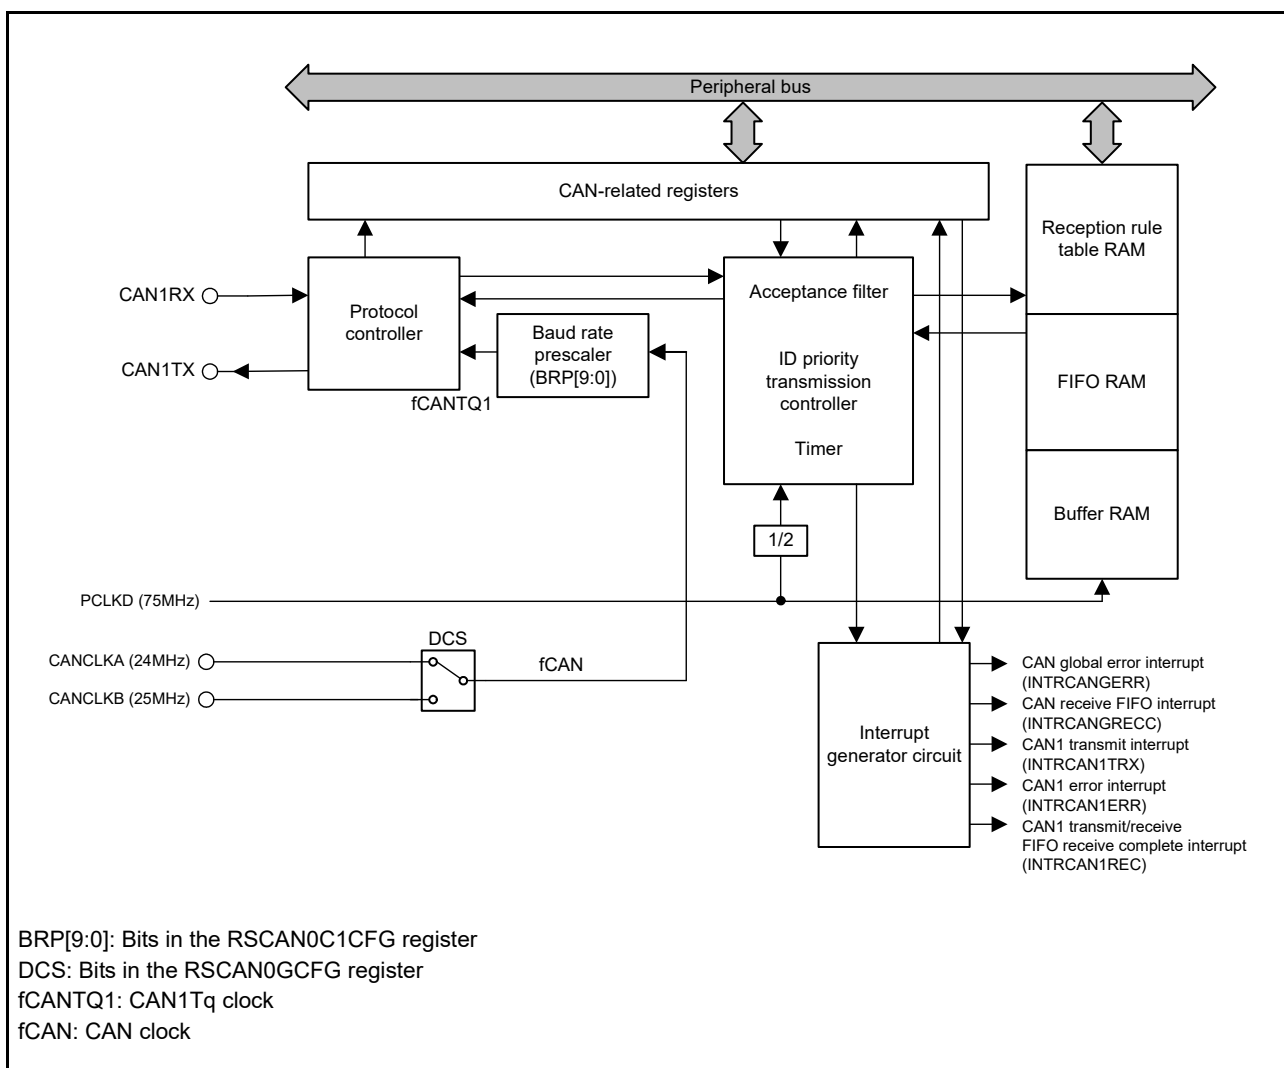 Peripheral bus
CAN-related registers
Reception rule
table RAM
CAN1RX
Protocol
controller
Acceptance filter
CAN1TX
Baud rate
prescaler
(BRP[9:0])
fCANTQ1
ID priority
transmission
controller
Timer
FIFO RAM
Buffer RAM
1/2
PCLKD (75MHz)
DCS
CANCLKA (24MHz)
fCAN
CANCLKB (25MHz)
Interrupt
generator circuit
CAN global error interrupt
(INTRCANGERR)
CAN receive FIFO interrupt
(INTRCANGRECC)
CAN1 transmit interrupt
(INTRCAN1TRX)
CAN1 error interrupt
(INTRCAN1ERR)
CAN1 transmit/receive
FIFO receive complete interrupt
(INTRCAN1REC)
BRP[9:0]: Bits in the RSCAN0C1CFG register
DCS: Bits in the RSCAN0GCFG register
fCANTQ1: CAN1Tq clock
fCAN: CAN clock